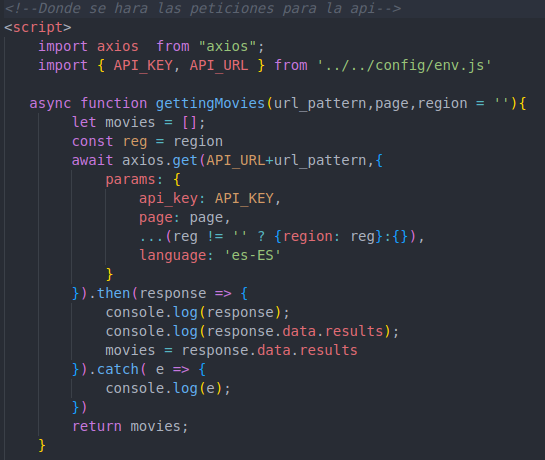 <!--Donde se hara las peticiones para la api-->
<script>
import axios  from "axios";
import { API_KEY, API_URL } from '../../config/env.js'
async function gettingMovies(url_pattern,page,region = ''){
let movies = [];
const reg = region
await axios.get(API_URL+url_pattern,{
params: {
api_key: API_KEY,
page: page,
...(reg != '' ? {region: reg}:{}),
language: 'es-ES'
}
}).then(response => {
console.log(response);
console.log(response.data.results);
movies = response.data.results
}).catch( e => {
console.log(e);
})
return movies;
}